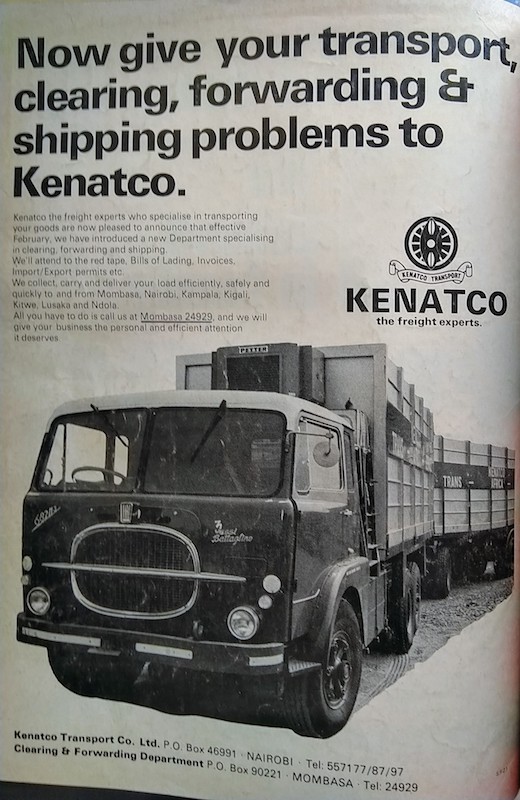 Now give your transport,
clearing, forwarding &
shipping problems to
Kenatco.
Kenatco the freight experts who specialise in transporting
your goods are now pleased to announce that effective
February, we have introduced a new Department specialising
in clearing, forwarding and shipping.
We'll attend to the red tape, Bills of Lading, Invoices,
Import/Export permits etc.
We collect, carry and deliver your load efficiently, safely and
quickly to and from Mombasa, Nairobi, Kampala, Kigali,
Kitwe, Lusaka and Ndola.
All you have to do is call us at Mombasa 24929, and we will
give your business the personal and efficient attention
it deserves
KENATCO TRANSPORT
KENATCO
the freight experts.
TRANS
AFRICA
Kenatco Transport Co. Ltd. P.O. Box 46991 · NAIROBI · Tel: 557177/87/97
Clearing & Forwarding Department P.O. Box 90221 · MOMBASA · Tel: 24929